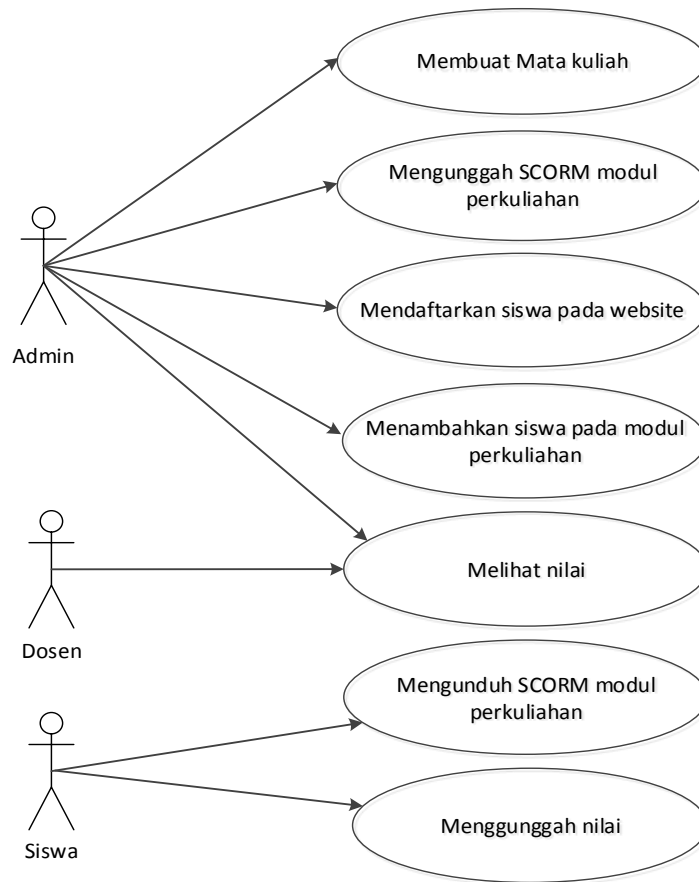 Membuat Mata kuliah
Mengunggah SCORM modul
perkuliahan
Mendaftarkan siswa pada website
Admin
Menambahkan siswa pada modul
perkuliahan
Melihat nilai
Dosen
Mengunduh SCORM modul
perkuliahan
Menggunggah nilai
Siswa